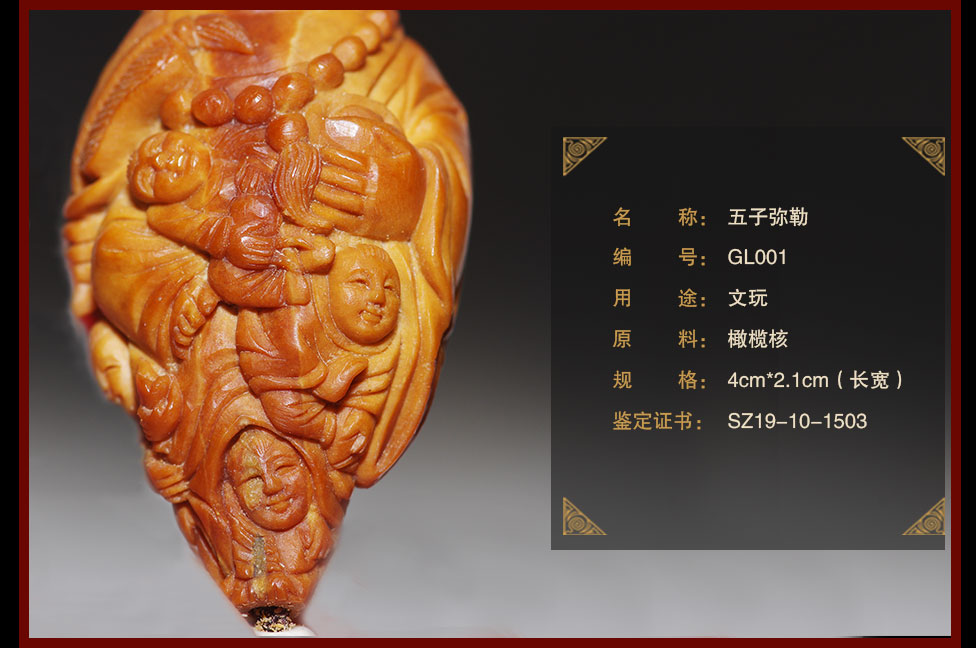 名 称： 五子弥勒
编 号： GL001
用 途： 文玩
原 料： 橄榄核
规 格： 4cm*2.1cm（长宽）
鉴定证书： SZ19-10-1503